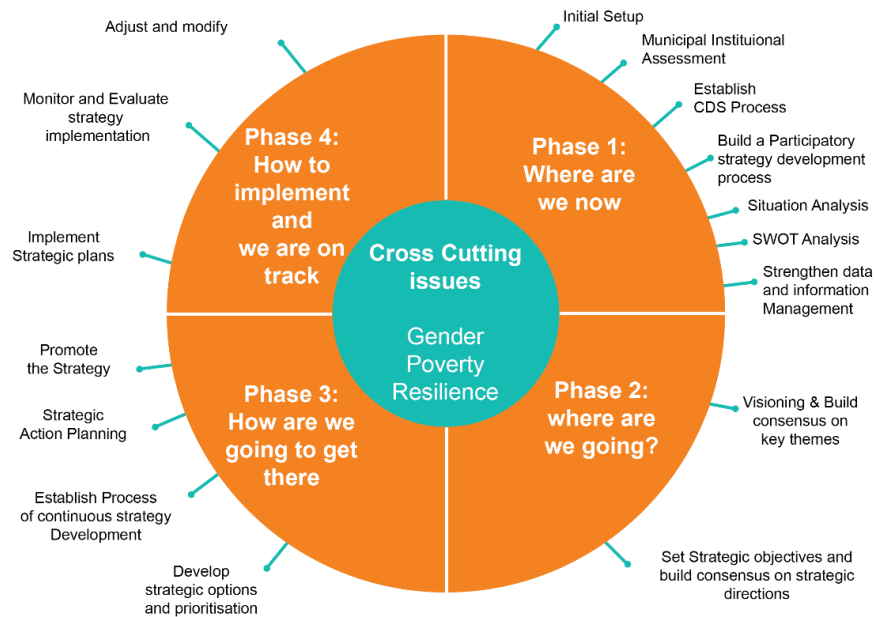 Initial Setup
Municipal Instituional
Assessment
Establish
CDS Process
Build a Participatory
strategy development
process
Situation Analysis
SWOT Analysis
Strengthen data
and information
Management
Phase 1:
Where are
we now
Phase 2:
where are
we going?
Visioning & Build
consensus on
key themes
Set Strategic objectives and
build consensus on strategic
directions
Phase 3:
How are we
going to get
there
Develop
strategic options
and prioritisation
Establish Process
of continuous strategy
Development
Strategic
Action Planning
Promote
the Strategy
Phase 4:
How to
implement
and
we are on
track
Implement
Strategic plans
Monitor and Evaluate
strategy
implementation
Adjust and modify
Cross Cutting
issues
Gender
Poverty
Resilience